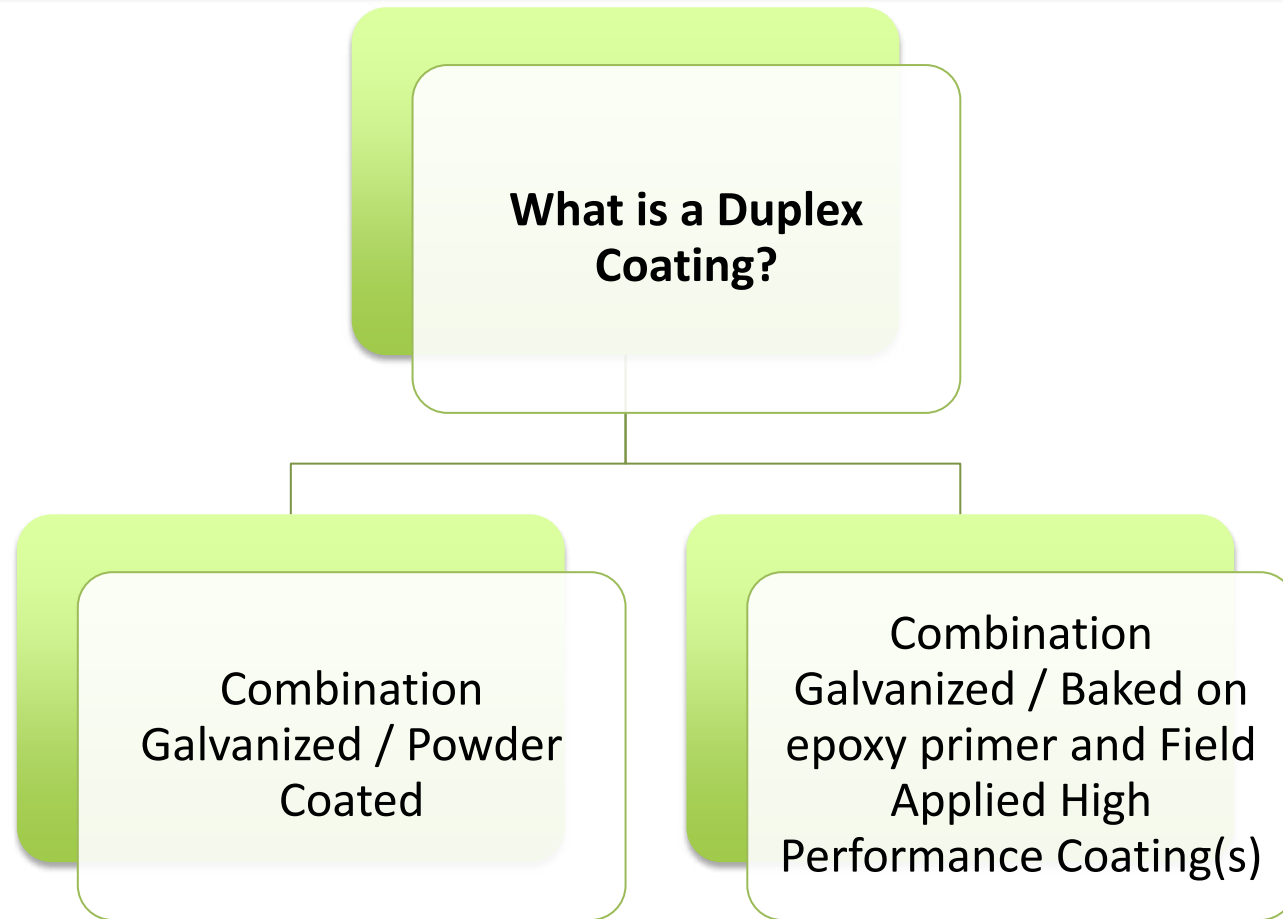 What is a Duplex
Coating?
Combination
Galvanized / Powder
Coated
Combination
Galvanized / Baked on
epoxy primer and Field
Applied High
Performance Coating(s)